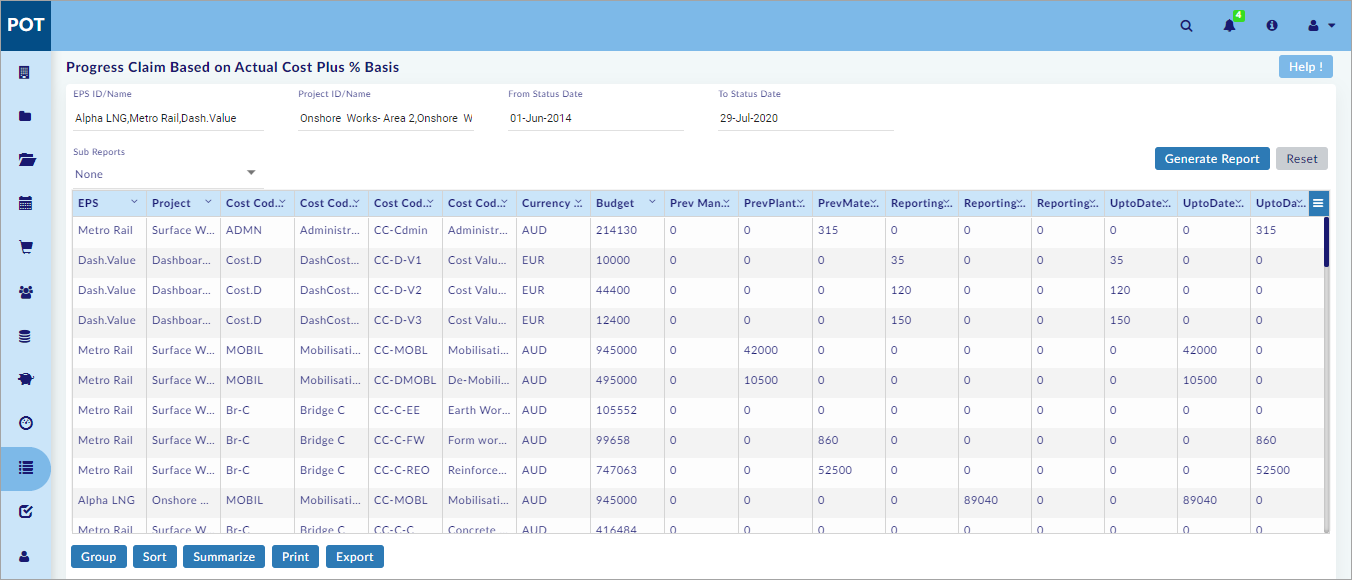 POT
4
Progress Claim Based on Actual Cost Plus % Basis
Help !
EPS ID/Name Project ID/Name From Status Date To Status Date
Alpha LNG,Metro Rail,Dash.Value Onshore Works- Area 2,Onshore W 01-Jun-2014 29-Jul-2020
Sub Reports
None
Generate Report Reset
EPS Project Cost Cod... Cost Cod... Cost Cod... Cost Cod... Currency ... Budget Prev Man... PrevPlant... PrevMate... Reporting... Reporting... Reporting... UptoDate... UptoDate... UptoDa...
Metro Rail Surface W... ADMN Administr... CC-Cdmin Administr... AUD 214130 0 0 315 0 0 0 0 0 315
Dash.Value Dashboar... Cost.D DashCost... CC-D-V1 Cost Valu... EUR 10000 0 0 0 35 0 0 35 0 0
Dash.Value Dashboar... Cost.D DashCost... CC-D-V2 Cost Valu... EUR 44400 0 0 0 120 0 0 120 0 0
Dash.Value Dashboar... Cost.D DashCost... CC-D-V3 Cost Valu... EUR 12400 0 0 0 150 0 0 150 0 0
Metro Rail Surface W... MOBIL Mobilisati... CC-MOBL Mobilisati... AUD 945000 0 42000 0 0 0 0 0 42000 0
Metro Rail Surface W... MOBIL Mobilisati... CC-DMOBL De-Mobili... AUD 495000 0 10500 0 0 0 0 0 10500 0
Metro Rail Surface W... Br-C Bridge C CC-C-EE Earth Wor... AUD 105552 0 0 0 0 0 0 0 0 0
Metro Rail Surface W... Br-C Bridge C CC-C-FW Form wor... AUD 99658 0 0 860 0 0 0 0 0 860
Metro Rail Surface W... Br-C Bridge C CC-C-REO Reinforce... AUD 747063 0 0 52500 0 0 0 0 0 52500
Alpha LNG Onshore ... MOBIL Mobilisati... CC-MOBL Mobilisati... AUD 945000 0 0 0 0 89040 0 0 89040 0
Metro Rail Surface W... Br-C Bridge C CC-C-C Concrete AUD 416484 0 0 0 0 0 0 0 0 0
Group Sort Summarize Print Export